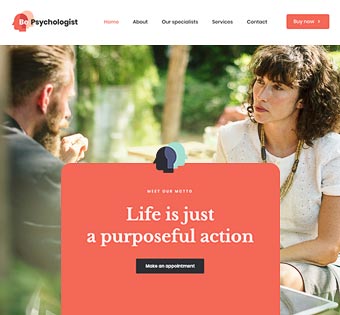 Be Psychologist
Home About Our specialists Services Contact Buy now >
MEET OUR MOTTO
Life is just
a purposeful action
Make an appointment